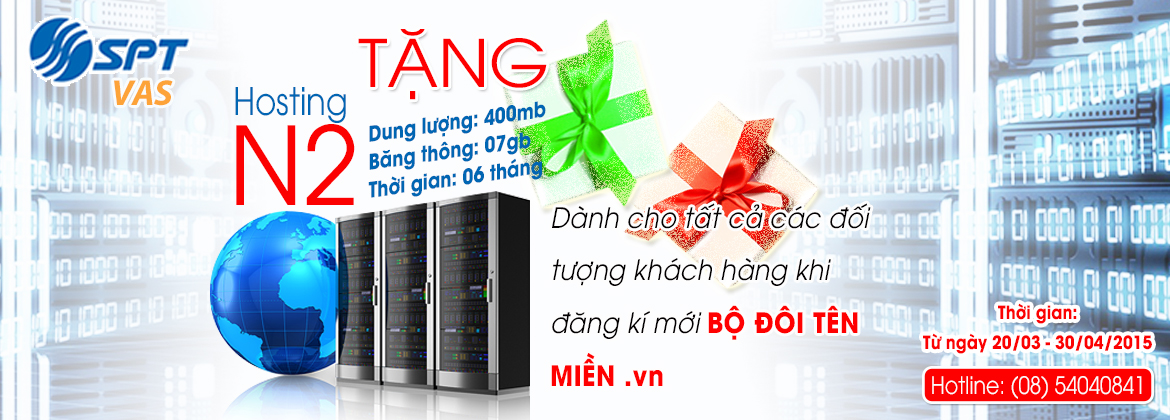 SPT
VAS
TẶNG
Hosting
N2
Dung lượng: 400mb
Băng thông: 07gb
Thời gian: 06 tháng
Dành cho tất cả các đối
tượng khách hàng khi
đăng kí mới BỘ ĐÔI TÊN
MIỀN .vn
Thời gian:
Từ ngày 20/03 - 30/04/2015
Hotline: (08) 54040841